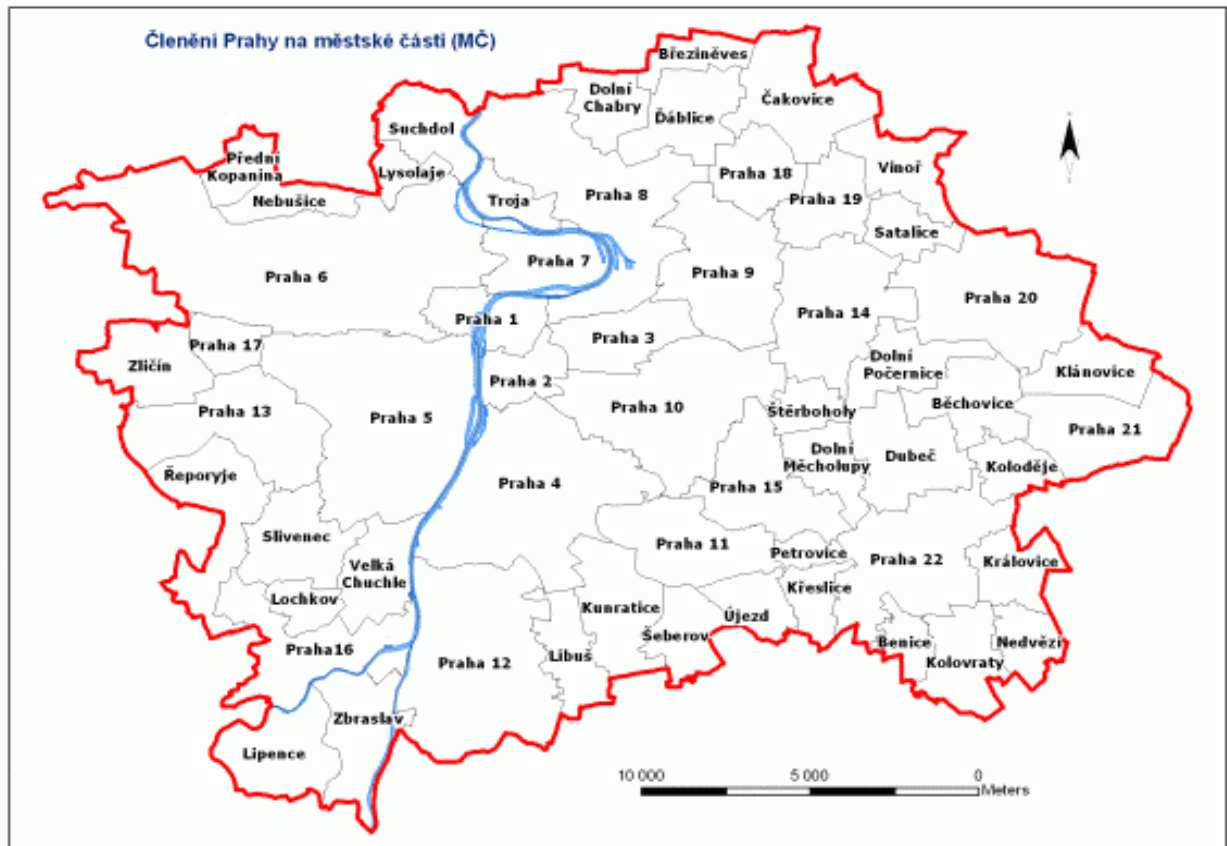 Členění Prahy na městské části (MČ)
Březiněves
Dolní
Chabry
Ďáblice
Čakovice
Suchdol
Přední
Kopanina
Lysolaje
Nebušice
Troja
Praha 8
Praha 18
Praha 19
Vinoř
Satalice
Praha 6
Praha 7
Praha 9
Praha 20
Praha 1
Praha 3
Praha 14
Praha 17
Zličín
Praha 2
Dolní
Počernice
Klánovice
Praha 13
Praha 5
Praha 10
Štěrboholy
Běchovice
Praha 21
Řeporyje
Dolní
Měcholupy
Dubeč
Koloděje
Praha 4
Praha 15
Slivenec
Velká
Chuchle
Praha 11
Petrovice
Praha 22
Královice
Lochkov
Kunratice
Křeslice
Újezd
Šeberov
Praha16
Praha 12
Libuš
Benice
Kolovraty
Nedvězí
Zbraslav
Lipence
10 000 5 000 0
Meters